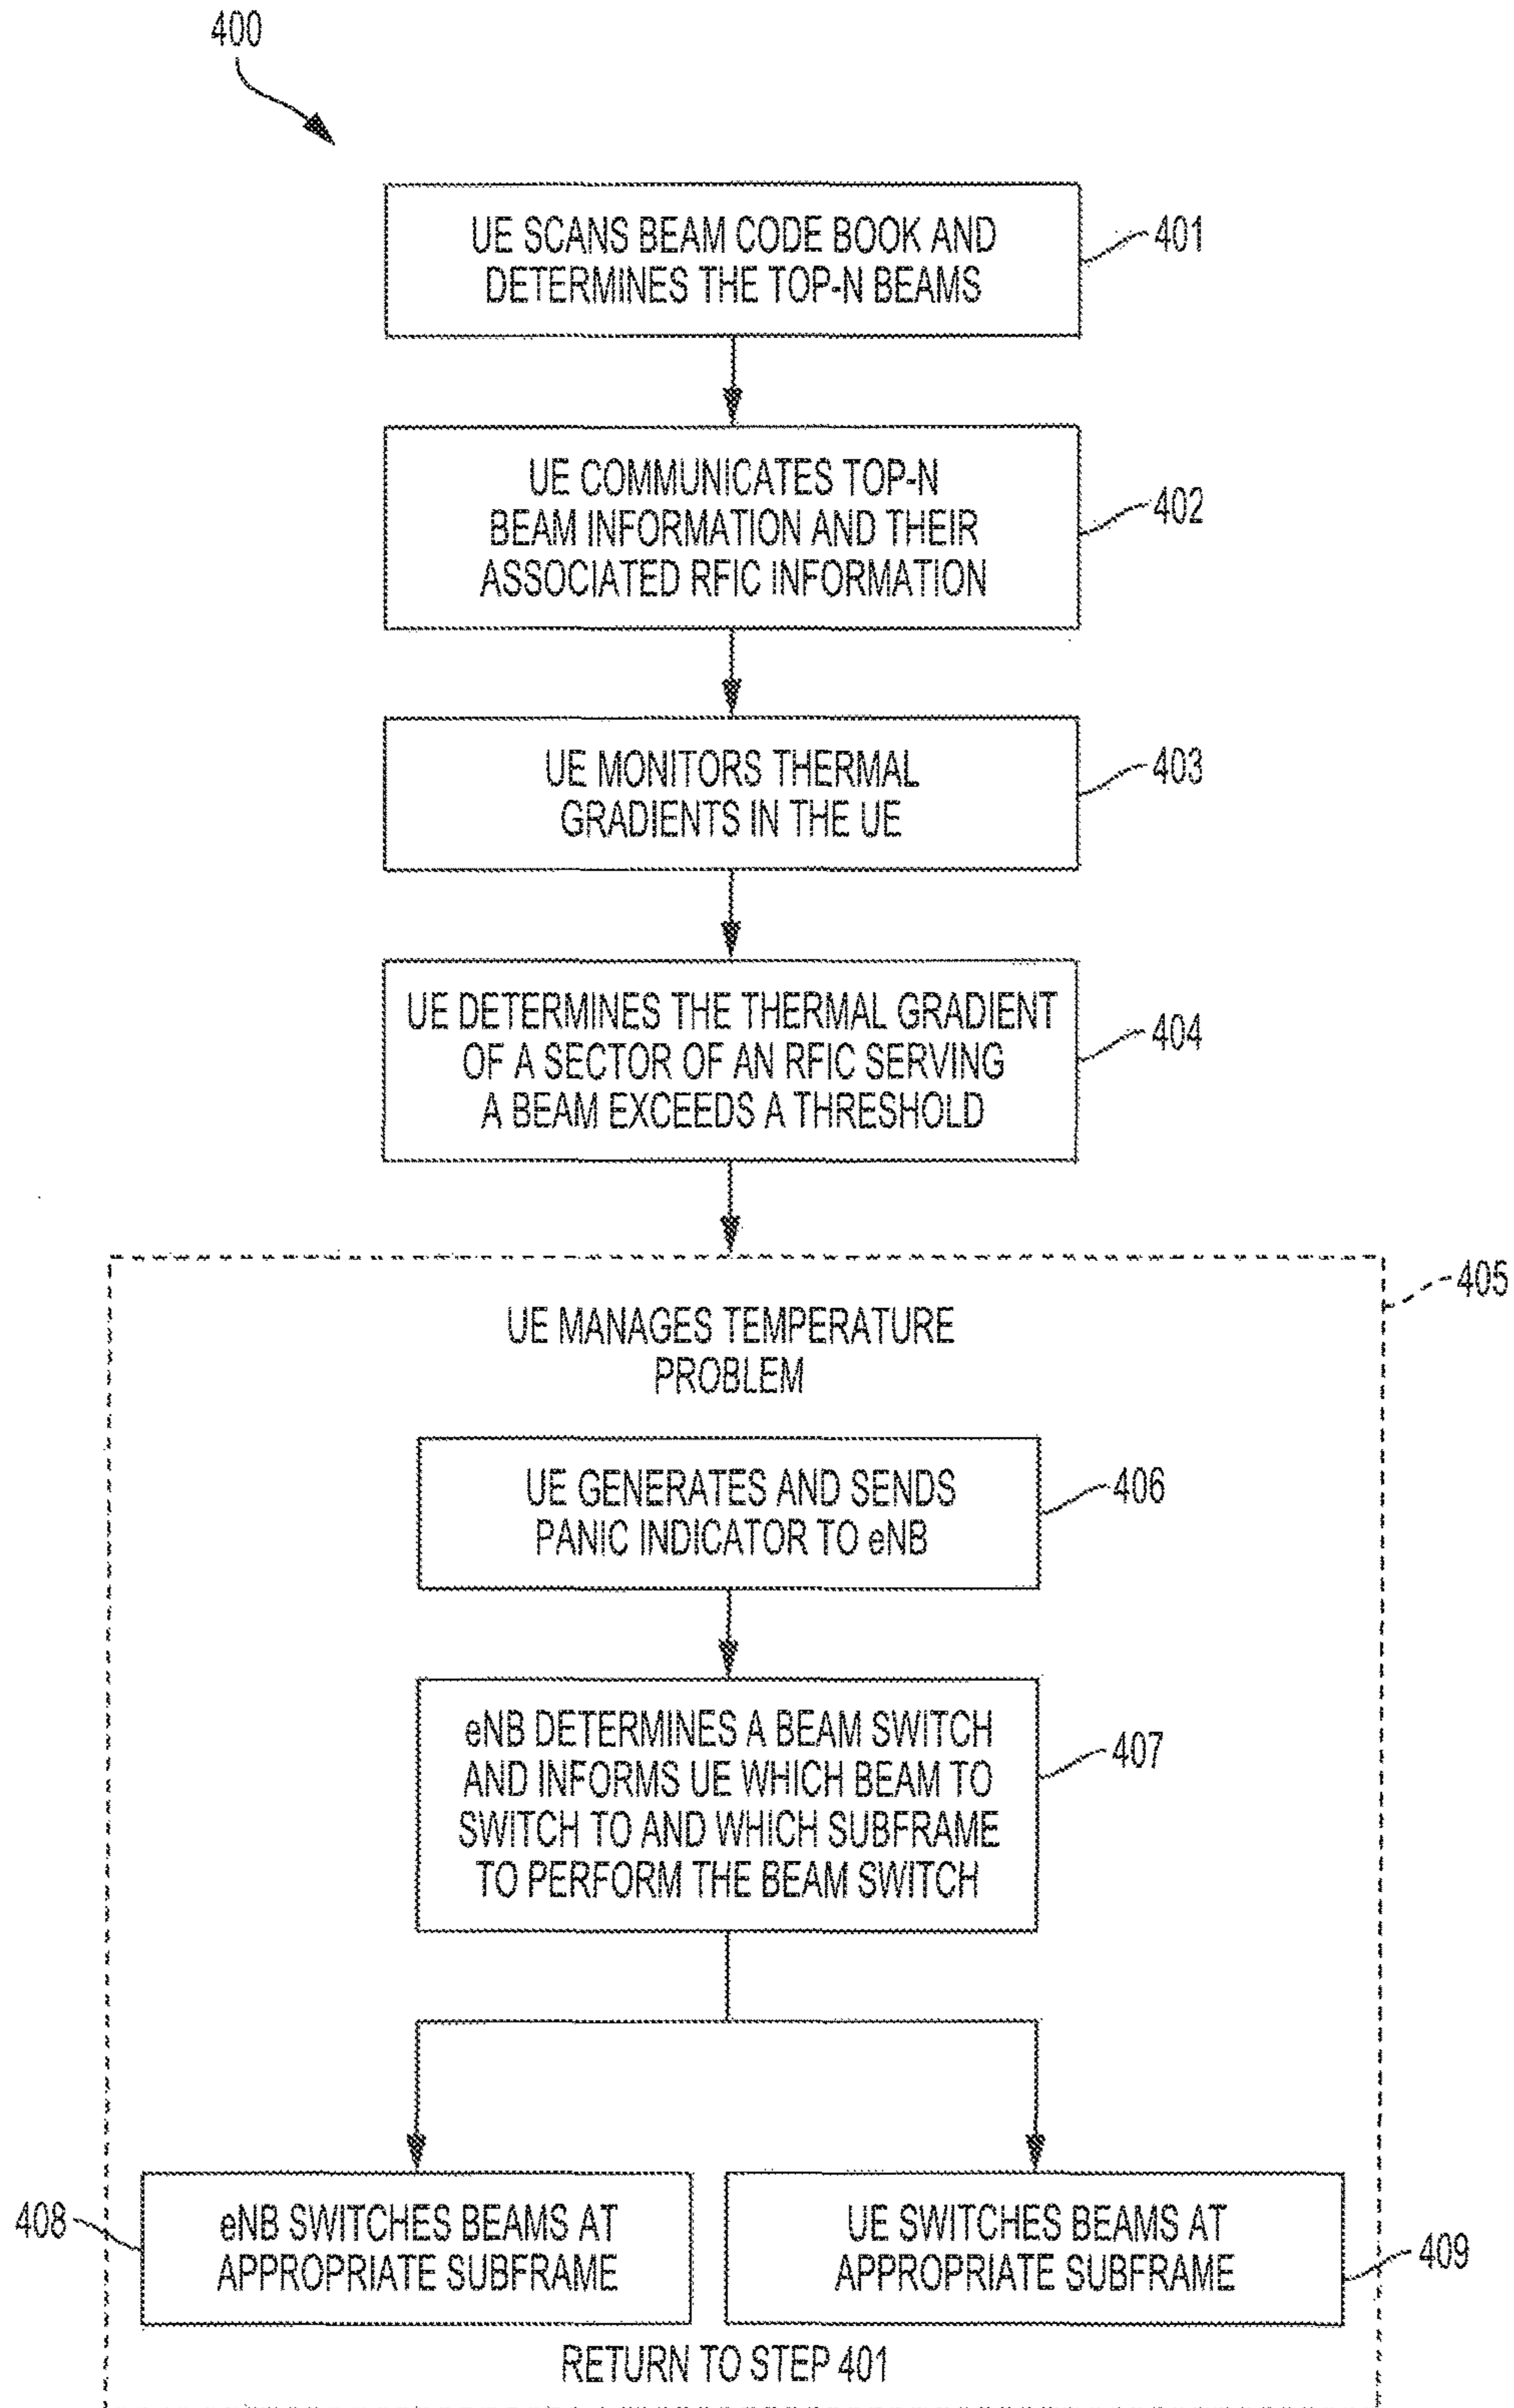 400
UE SCANS BEAM CODE BOOK AND
DETERMINES THE TOP-N BEAMS
401
UE COMMUNICATES TOP-N
BEAM INFORMATION AND THEIR
ASSOCIATED RFIC INFORMATION
402
UE MONITORS THERMAL
GRADIENTS IN THE UE
403
UE DETERMINES THE THERMAL GRADIENT
OF A SECTOR OF AN RFIC SERVING
A BEAM EXCEEDS A THRESHOLD
404
405
UE MANAGES TEMPERATURE
PROBLEM
UE GENERATES AND SENDS
PANIC INDICATOR TO eNB
406
eNB DETERMINES A BEAM SWITCH
AND INFORMS UE WHICH BEAM TO
SWITCH TO AND WHICH SUBFRAME
TO PERFORM THE BEAM SWITCH
407
408
eNB SWITCHES BEAMS AT
APPROPRIATE SUBFRAME
UE SWITCHES BEAMS AT
APPROPRIATE SUBFRAME
409
RETURN TO STEP 401